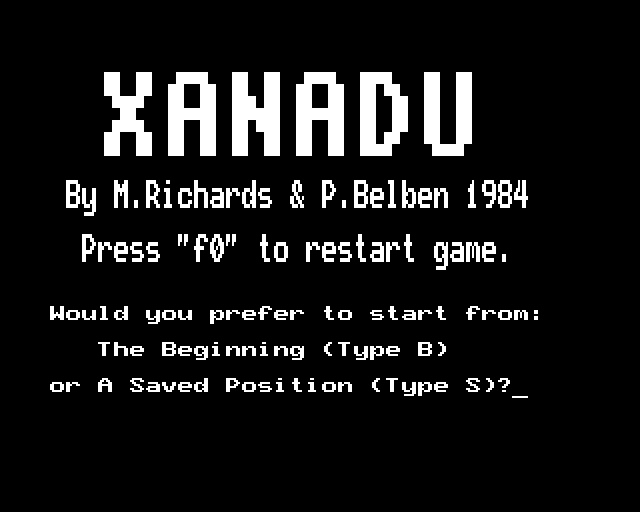 XANADU
By M.Richards & P.Belben 1984
Press "f0" to restart game.
Would you prefer to start from:
The Beginning (Type B)
or A Saved Position (Type S)?_